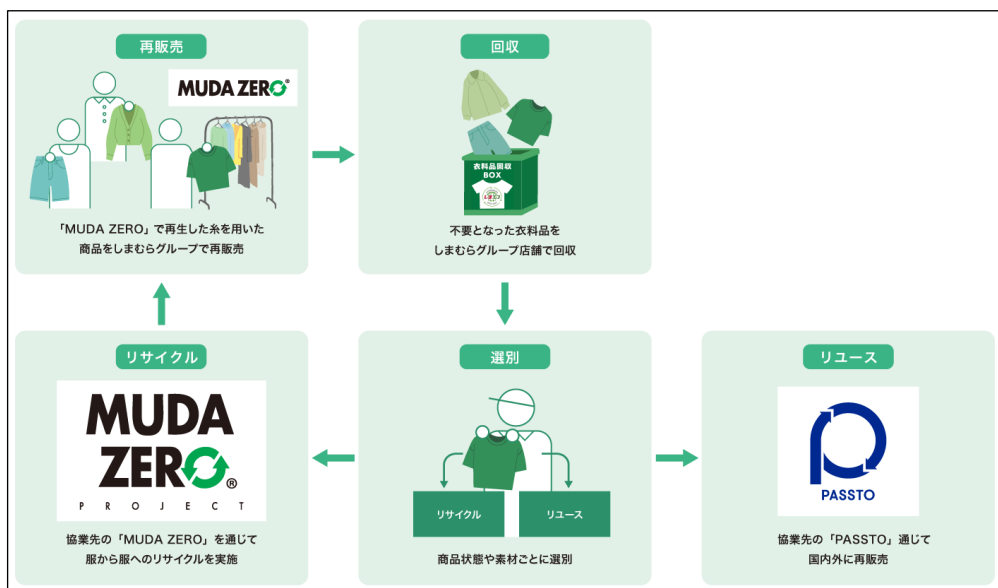 再販売
MUDA ZERO®
「MUDA ZERO」で再生した糸を用いた
商品をしまむらグループで再販売
回収
衣料品回収
BOX
不要となった衣料品を
しまむらグループ店舗で回収
リサイクル
MUDA
ZERO®
PROJECT
協業先の「MUDA ZERO」を通じて
服から服へのリサイクルを実施
選別
リサイクル
リユース
商品状態や素材ごとに選別
リユース
PASSTO
協業先の「PASSTO」通じて
国内外に再販売